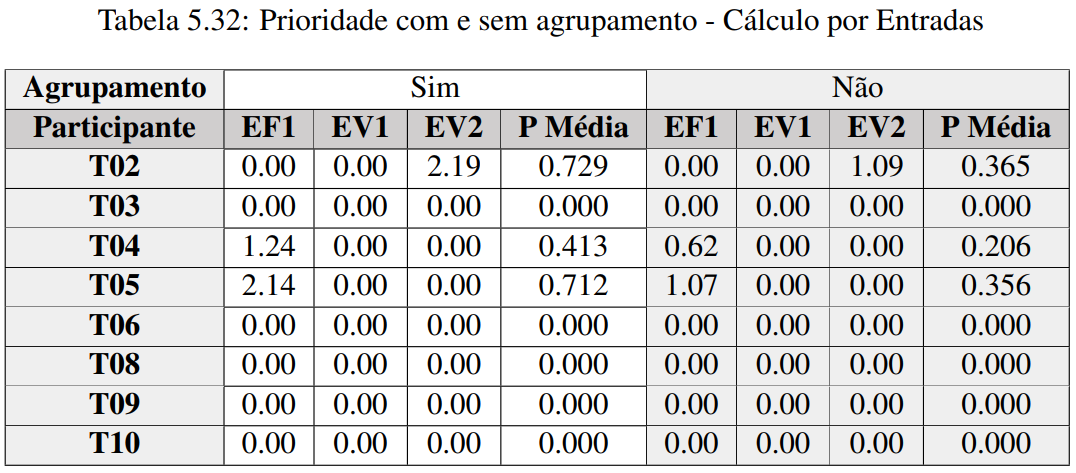 Tabela 5.32: Prioridade com e sem agrupamento - Cálculo por Entradas
Agrupamento Sim Não
Participante EF1 EV1 EV2 P Média EF1 EV1 EV2 P Média
T02 0.00 0.00 2.19 0.729 0.00 0.00 1.09 0.365
T03 0.00 0.00 0.00 0.000 0.00 0.00 0.00 0.000
T04 1.24 0.00 0.00 0.413 0.62 0.00 0.00 0.206
T05 2.14 0.00 0.00 0.712 1.07 0.00 0.00 0.356
T06 0.00 0.00 0.00 0.000 0.00 0.00 0.00 0.000
T08 0.00 0.00 0.00 0.000 0.00 0.00 0.00 0.000
T09 0.00 0.00 0.00 0.000 0.00 0.00 0.00 0.000
T10 0.00 0.00 0.00 0.000 0.00 0.00 0.00 0.000